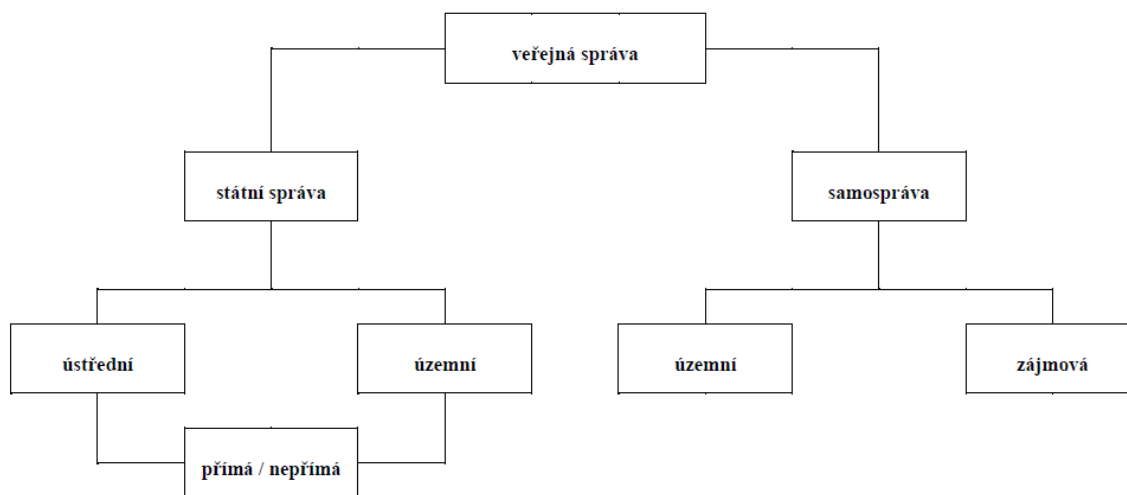 veřejná správa
státní správa
samospráva
ústřední
územní
územní
zájmová
přímá / nepřímá